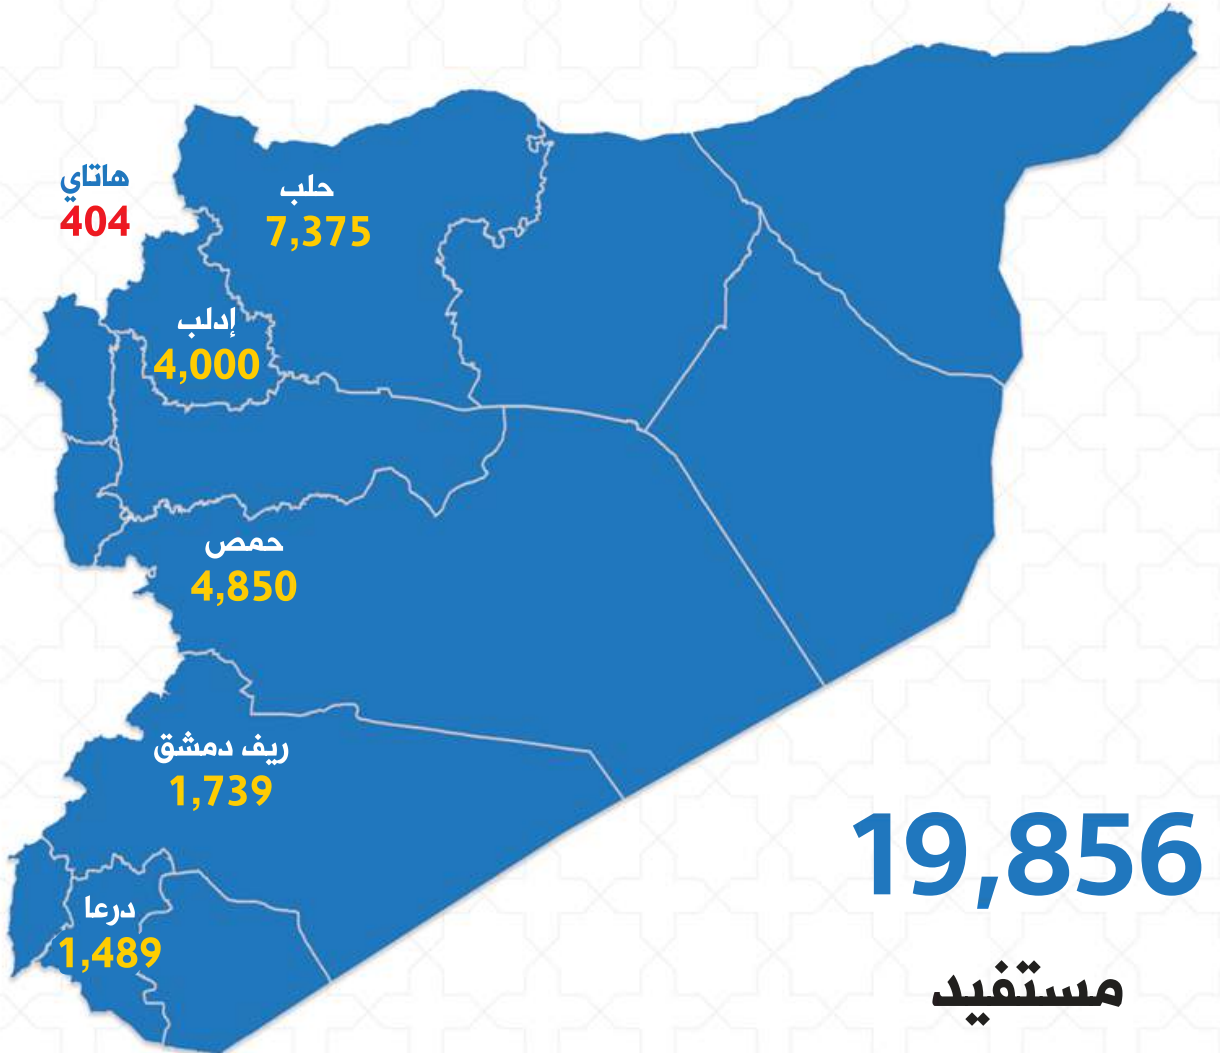 هاتاي
404
حلب
7,375
إدلب
4,000
حمص
4,850
ريف دمشق
1,739
درعا
1,489
19,856
مستفيد